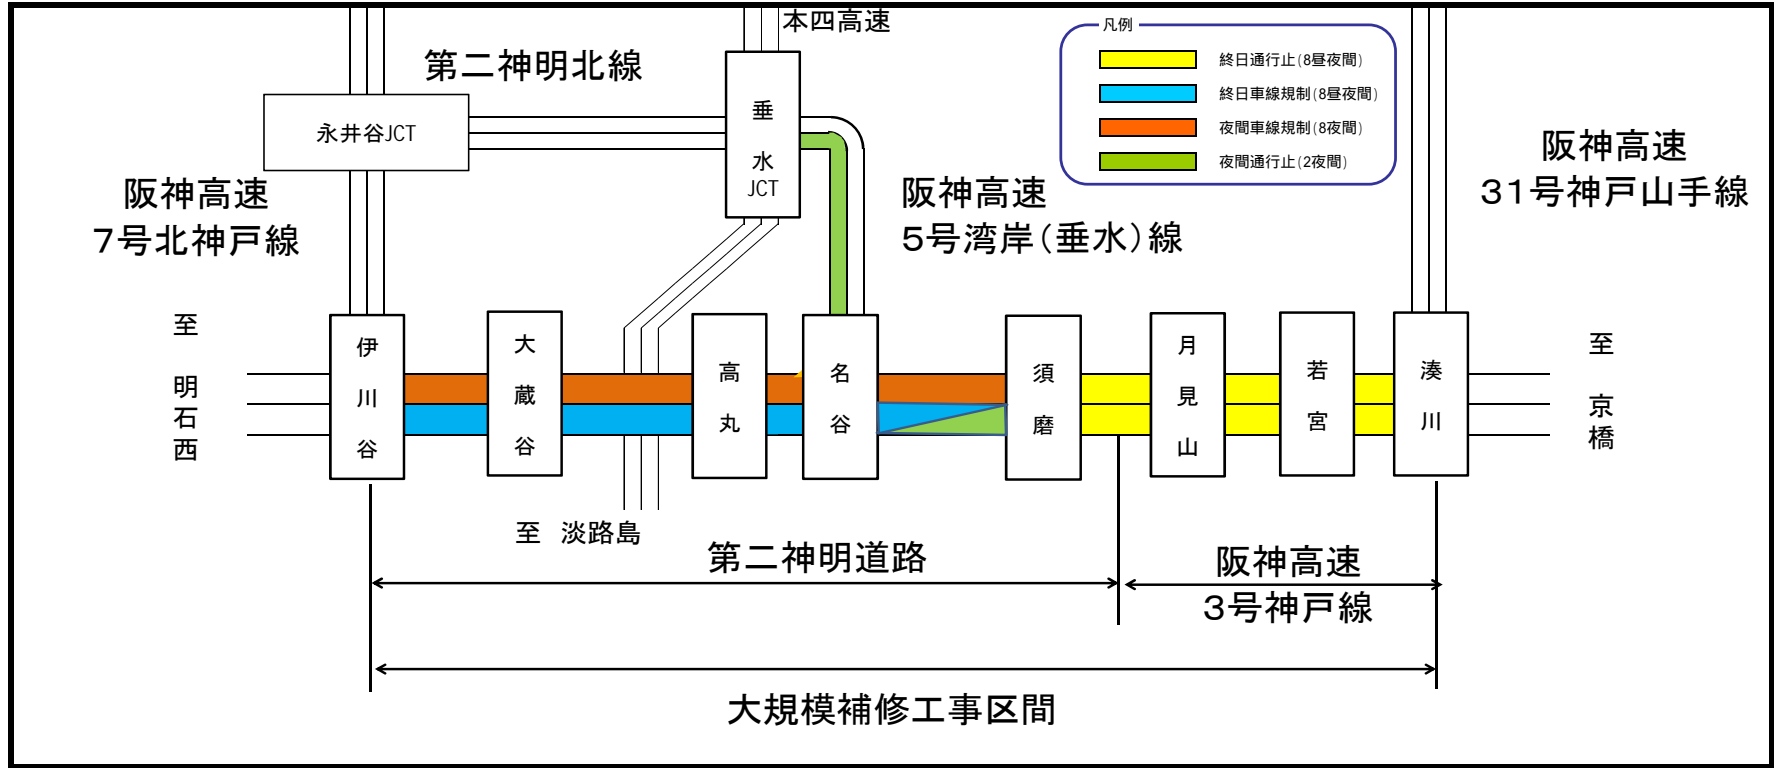 本四高速
凡例
第二神明北線
終日通行止(8昼夜間)
終日車線規制(8昼夜間)
夜間車線規制(8夜間)
夜間通行止(2夜間)
永井谷JCT
垂水JCT
阪神高速
7号北神戸線
阪神高速
5号湾岸(垂水)線
阪神高速
31号神戸山手線
至 明石西
伊川谷
大蔵谷
高丸
名谷
須磨
月見山
若宮
湊川
至 京橋
至 淡路島
第二神明道路
阪神高速
3号神戸線
大規模補修工事区間